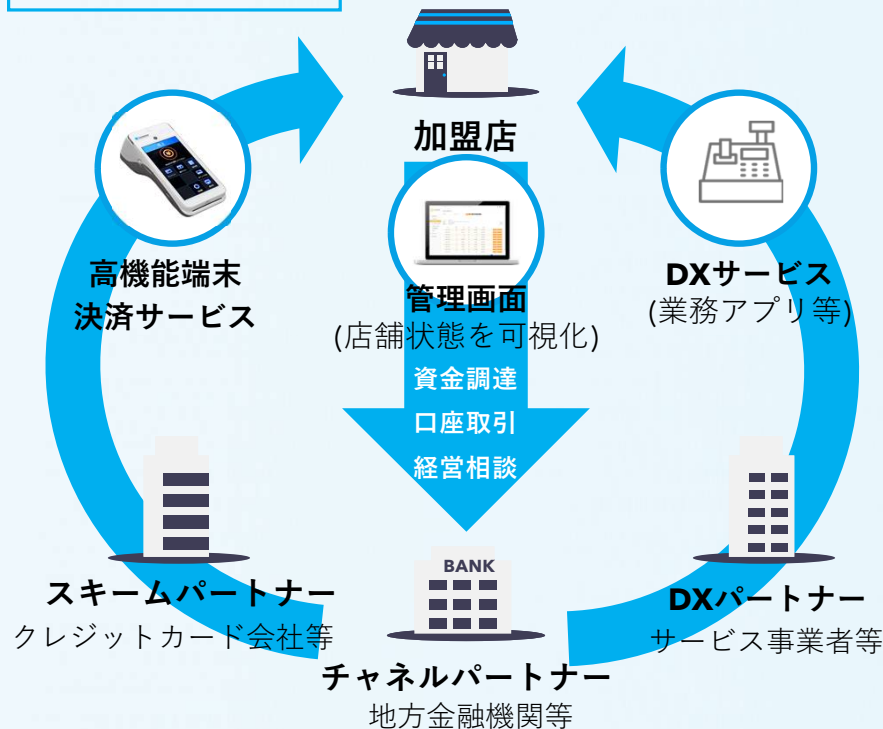 加盟店
高機能端末
決済サービス
管理画面
(店舗状態を可視化)
DXサービス
(業務アプリ等)
資金調達
口座取引
経営相談
スキームパートナー
クレジットカード会社等
BANK
チャネルパートナー
地方金融機関等
DXパートナー
サービス事業者等